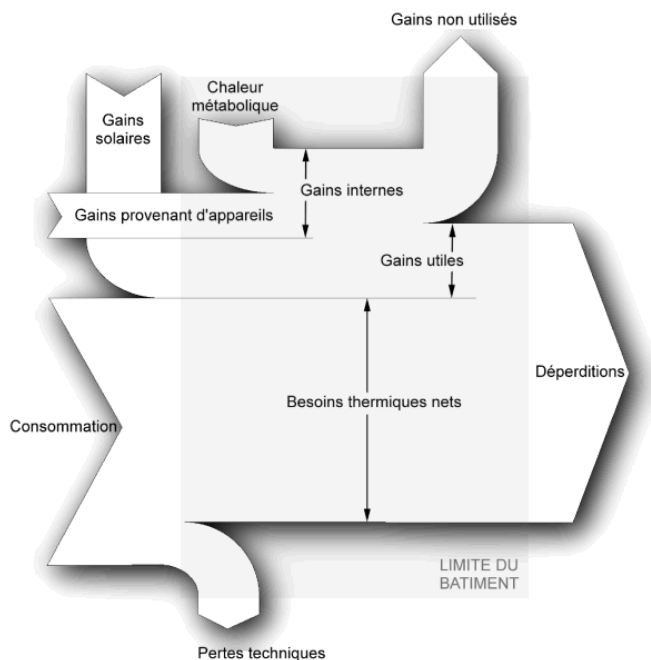 Gains non utilisés
Chaleur
métabolique
Gains
solaires
Gains internes
Gains provenant d'appareils
Gains utiles
Déperditions
Besoins thermiques nets
Consommation
LIMITE DU
BATIMENT
Pertes techniques